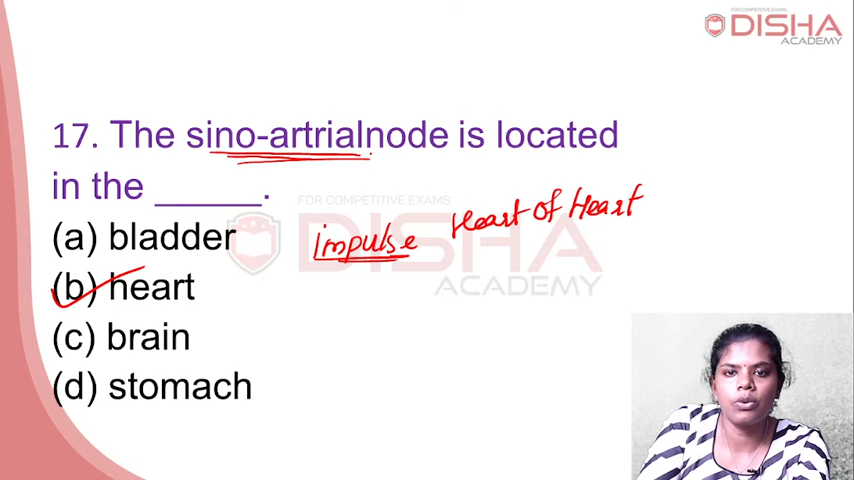 FOR COMPETITIVE EXAMS
DISHA
ACADEMY
17. The sino-artrialnode is located
in the ______.
FOR COMPETITIVE EXAMS
DISHA
ACADEMY
(a) bladder
impulse Heart of Heart
(b) heart
(c) brain
(d) stomach